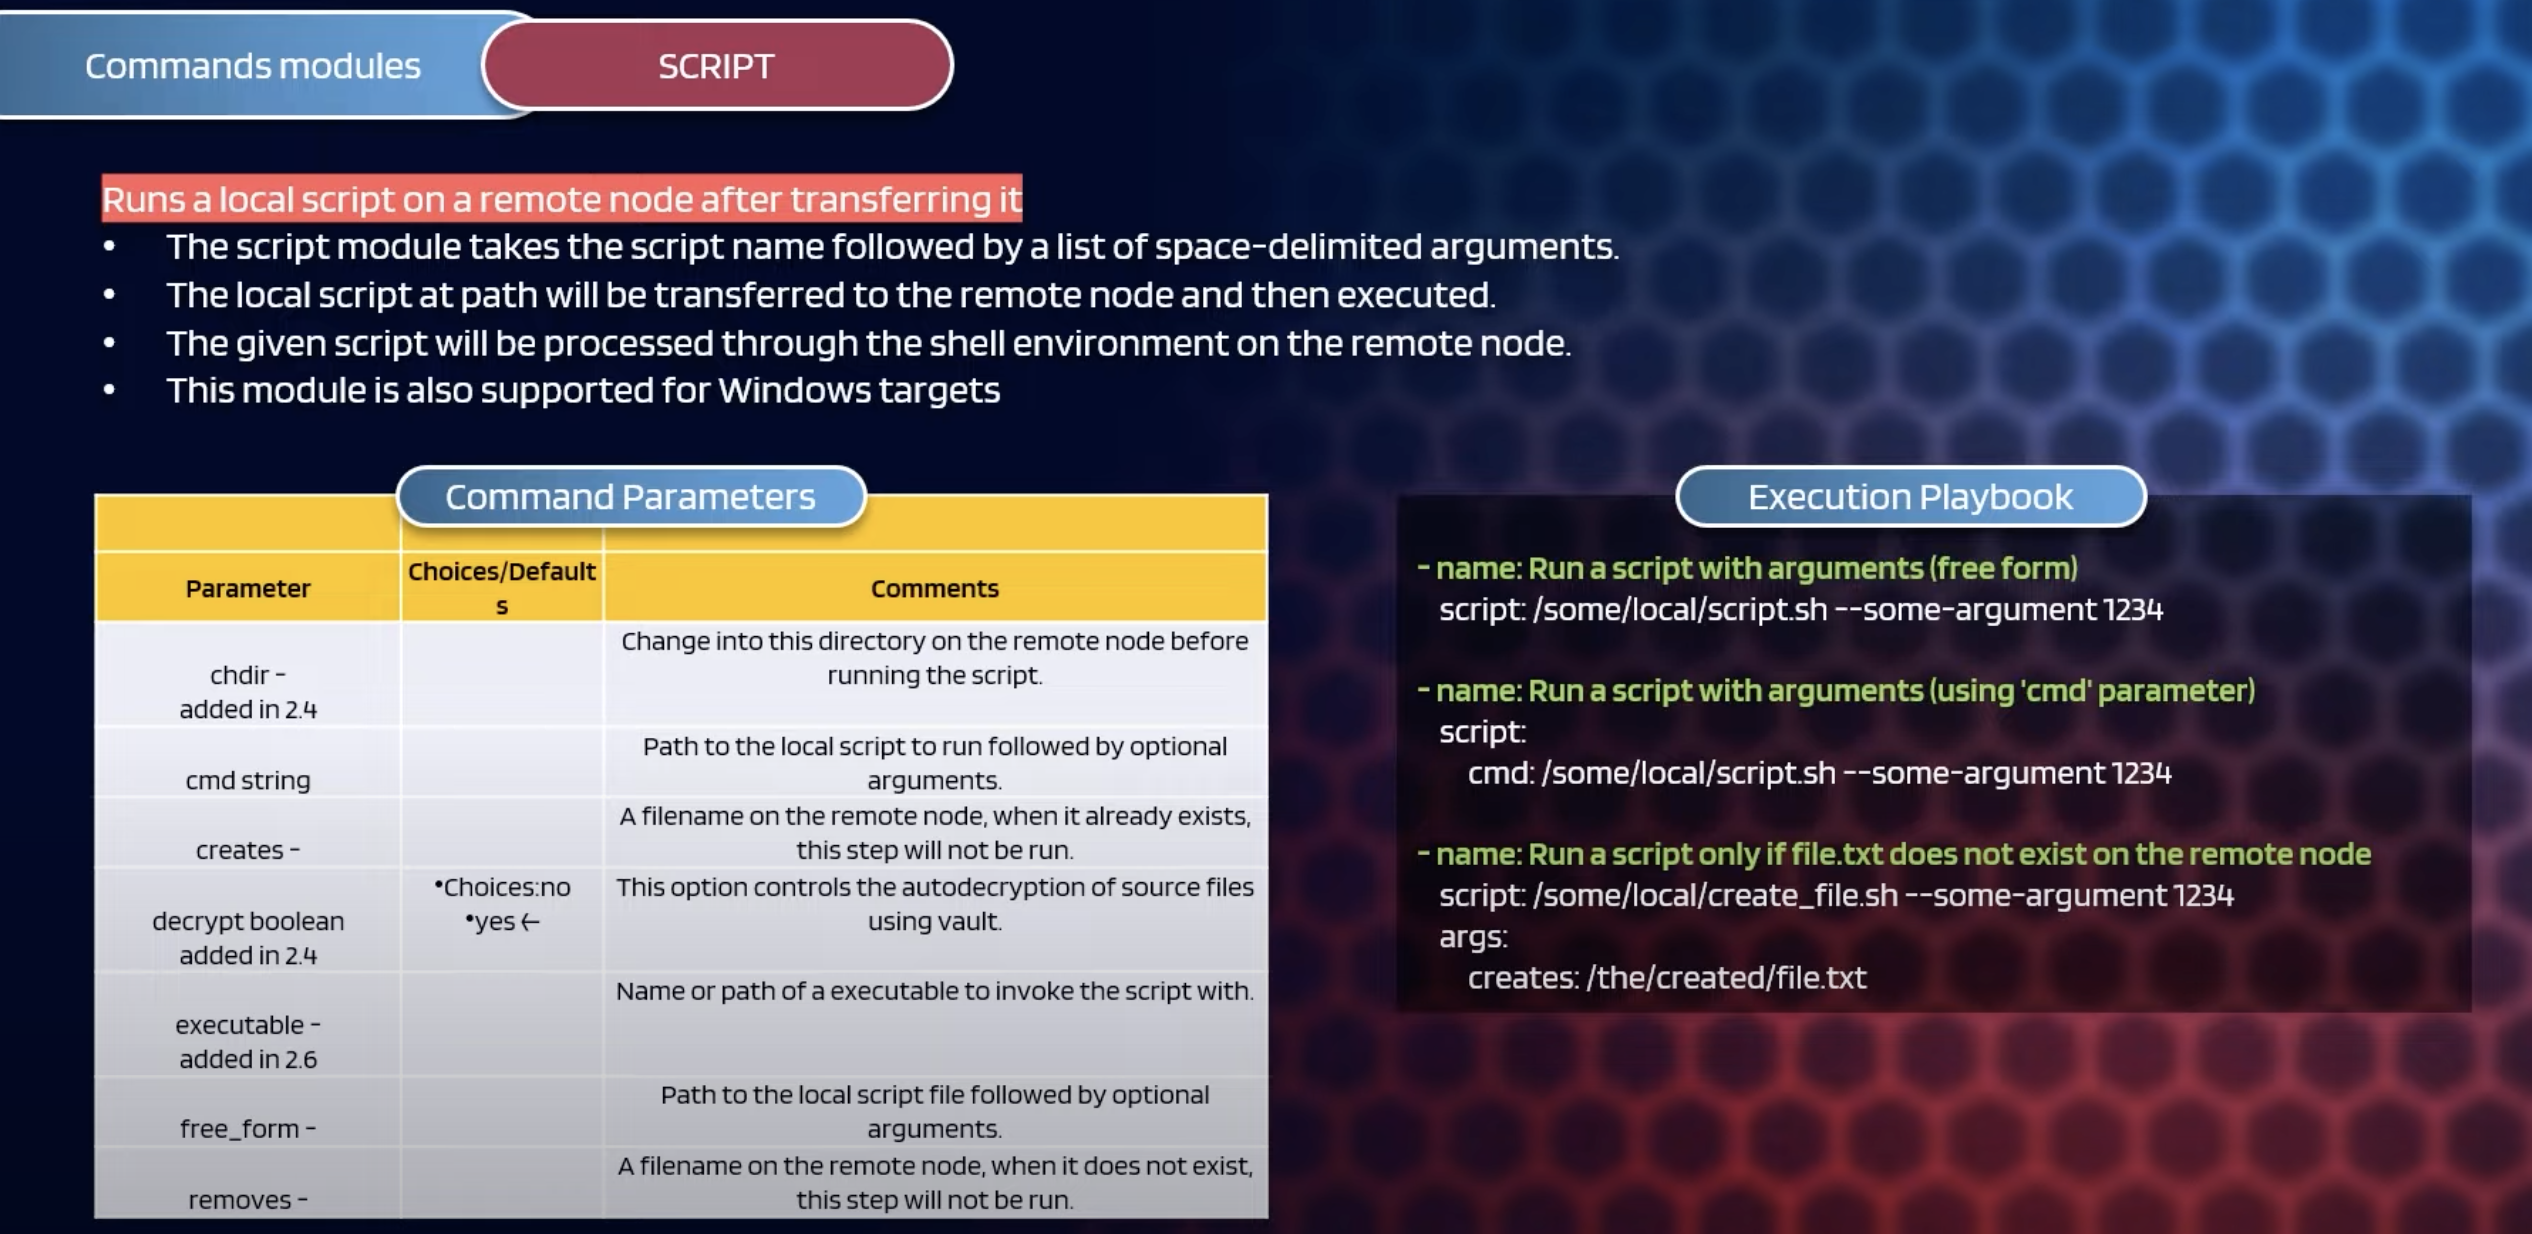 Commands modules
SCRIPT
Runs a local script on a remote node after transferring it
• The script module takes the script name followed by a list of space-delimited arguments.
• The local script at path will be transferred to the remote node and then executed.
• The given script will be processed through the shell environment on the remote node.
• This module is also supported for Windows targets
Command Parameters
Parameter
Choices/Default
s
Comments
chdir -
added in 2.4
Change into this directory on the remote node before
running the script.
cmd string
Path to the local script to run followed by optional
arguments.
creates -
A filename on the remote node, when it already exists,
this step will not be run.
decrypt boolean
added in 2.4
•Choices:no
•yes ←
This option controls the autodecryption of source files
using vault.
executable -
added in 2.6
Name or path of a executable to invoke the script with.
free_form -
Path to the local script file followed by optional
arguments.
removes -
A filename on the remote node, when it does not exist,
this step will not be run.
Execution Playbook
- name: Run a script with arguments (free form)
script: /some/local/script.sh --some-argument 1234
- name: Run a script with arguments (using 'cmd' parameter)
script:
cmd: /some/local/script.sh --some-argument 1234
- name: Run a script only if file.txt does not exist on the remote node
script: /some/local/create_file.sh --some-argument 1234
args:
creates: /the/created/file.txt